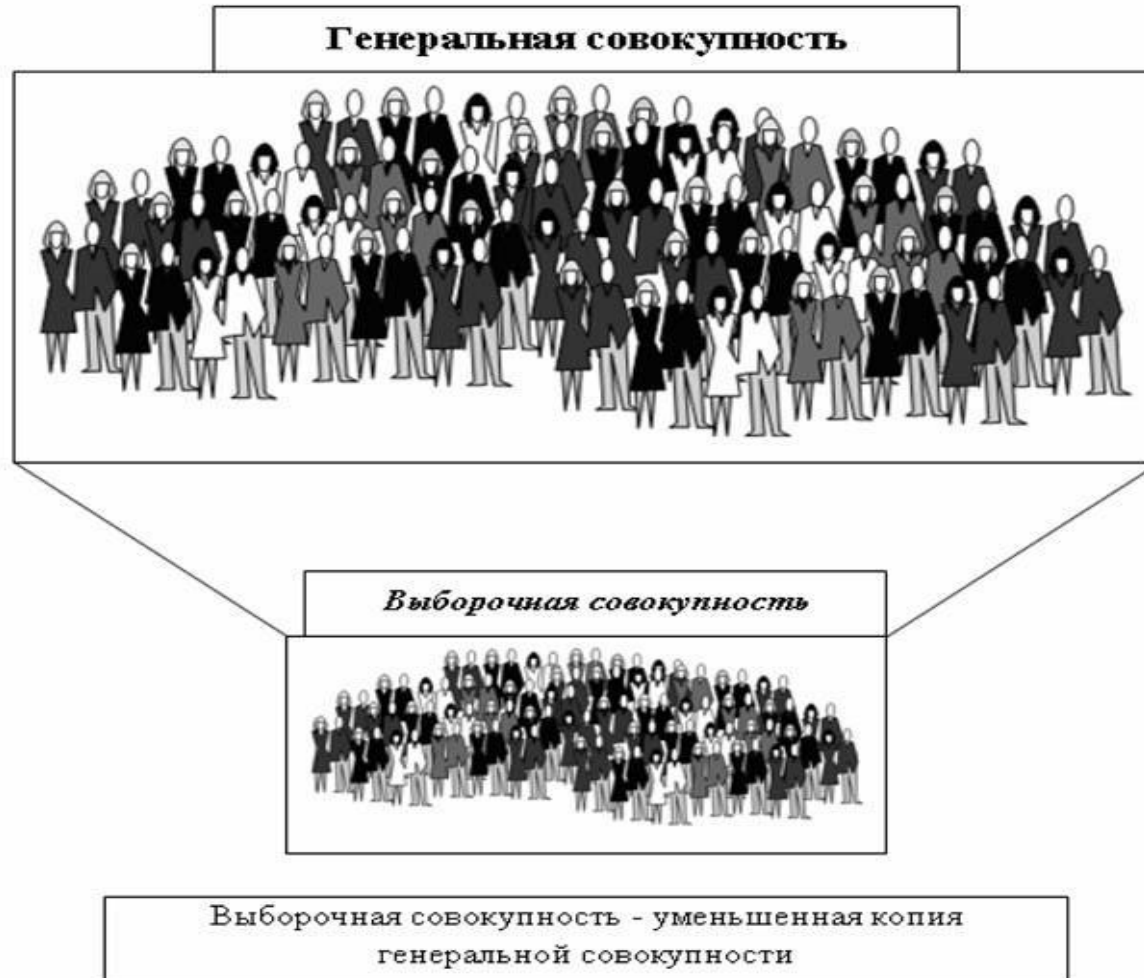 Генеральная совокупность
Выборочная совокупность
Выборочная совокупность - уменьшенная копия
генеральной совокупности